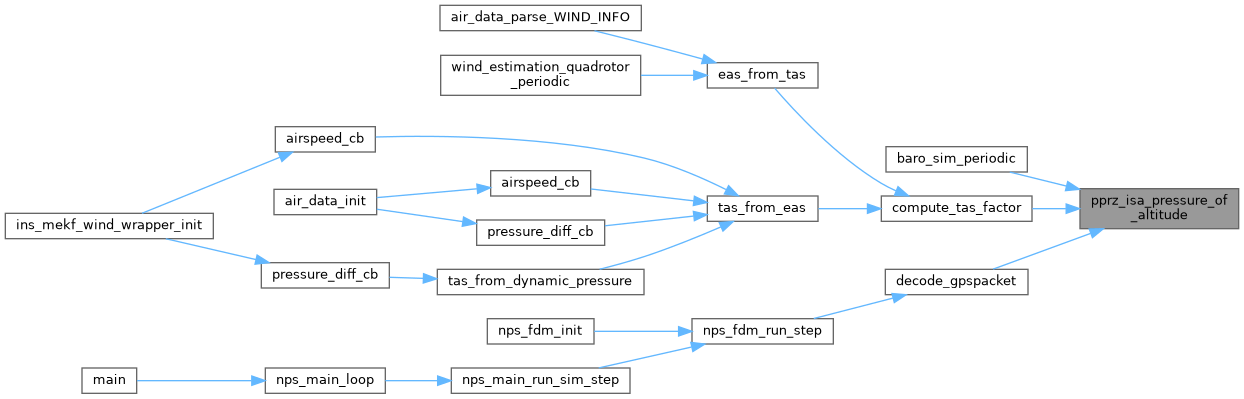 air_data_parse_WIND_INFO
wind_estimation_quadrotor
_periodic
eas_from_tas
airspeed_cb
baro_sim_periodic
air_data_init
airspeed_cb
pprz_isa_pressure_of
_altitude
tas_from_eas
compute_tas_factor
ins_mekf_wind_wrapper_init
pressure_diff_cb
pressure_diff_cb
tas_from_dynamic_pressure
decode_gpspacket
nps_fdm_init
nps_fdm_run_step
main
nps_main_loop
nps_main_run_sim_step